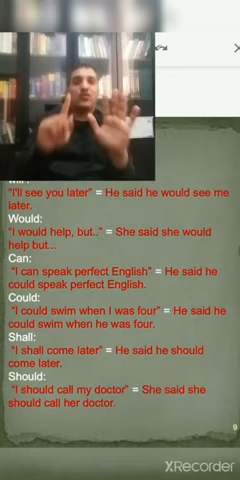 will:
"I'll see you later" = He said he would see me
later.
Would:
"I would help, but.." = She said she would
help but...
Can:
"I can speak perfect English" = He said he
could speak perfect English.
Could:
"I could swim when I was four" = He said he
could swim when he was four.
Shall:
"I shall come later" = He said he should
come later.
Should:
"I should call my doctor" = She said she
should call her doctor.
9
XRecorder